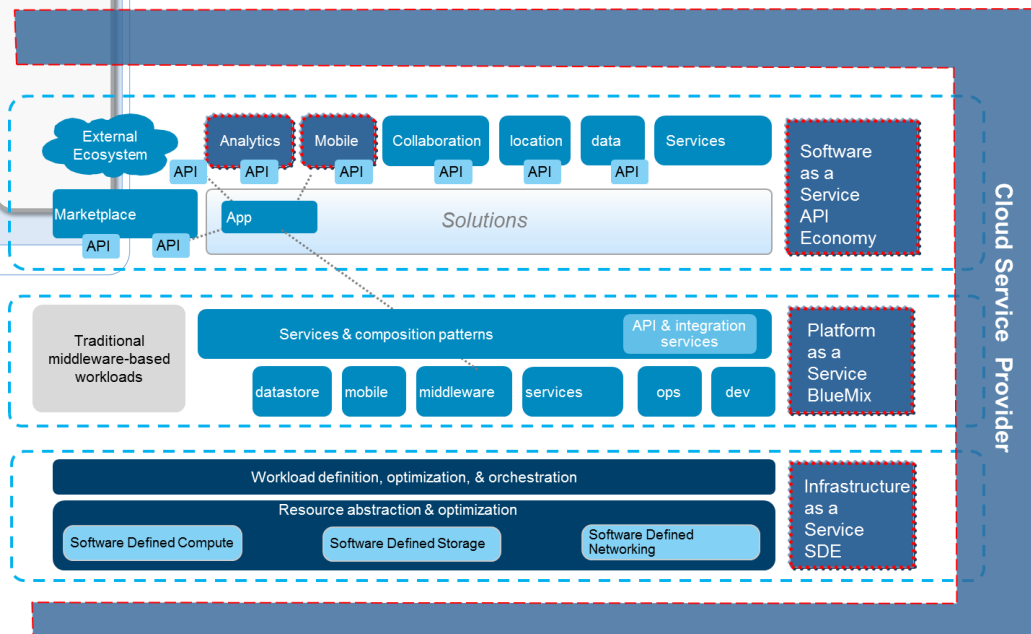 External
Ecosystem
Analytics
Mobile
Collaboration
location
data
Services
API
API
API
API
API
API
Marketplace
API
API
App
Solutions
Software
as a
Service
API
Economy
Traditional
middleware-based
workloads
Services & composition patterns
API & integration
services
datastore
mobile
middleware
services
ops
dev
Platform
as a
Service
BlueMix
Workload definition, optimization, & orchestration
Resource abstraction & optimization
Software Defined Compute
Software Defined Storage
Software Defined
Networking
Infrastructure
as a
Service
SDE
Cloud Service Provider